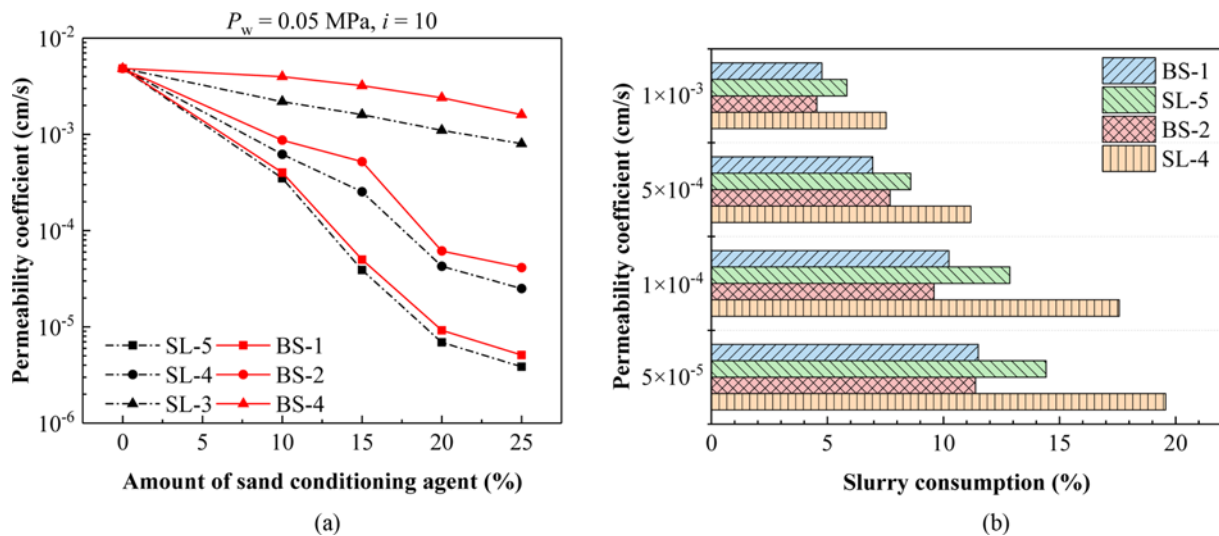 P_w = 0.05 MPa, i = 10
Permeability coefficient (cm/s)
10⁻²
10⁻³
10⁻⁴
10⁻⁵
10⁻⁶
SL-5 BS-1
SL-4 BS-2
SL-3 BS-4
0 5 10 15 20 25
Amount of sand conditioning agent (%)
(a)
Permeability coefficient (cm/s)
1×10⁻³
5×10⁻⁴
1×10⁻⁴
5×10⁻⁵
BS-1
SL-5
BS-2
SL-4
0 5 10 15 20
Slurry consumption (%)
(b)